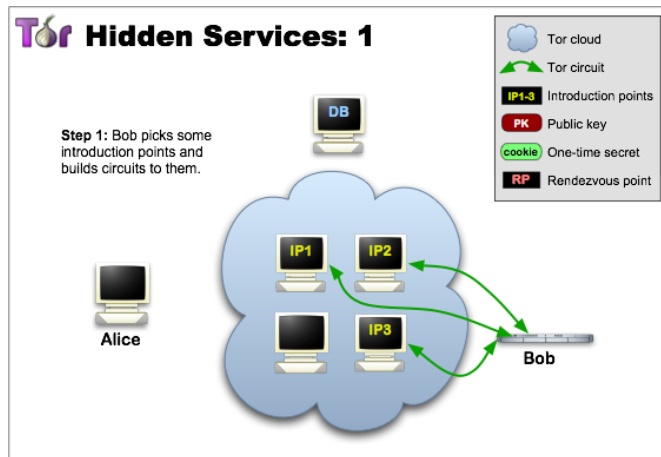 Tor Hidden Services: 1
Tor cloud
Tor circuit
IP1-3 Introduction points
PK Public key
cookie One-time secret
RP Rendezvous point
Step 1: Bob picks some
introduction points and
builds circuits to them.
DB
IP1 IP2
IP3
Alice
Bob